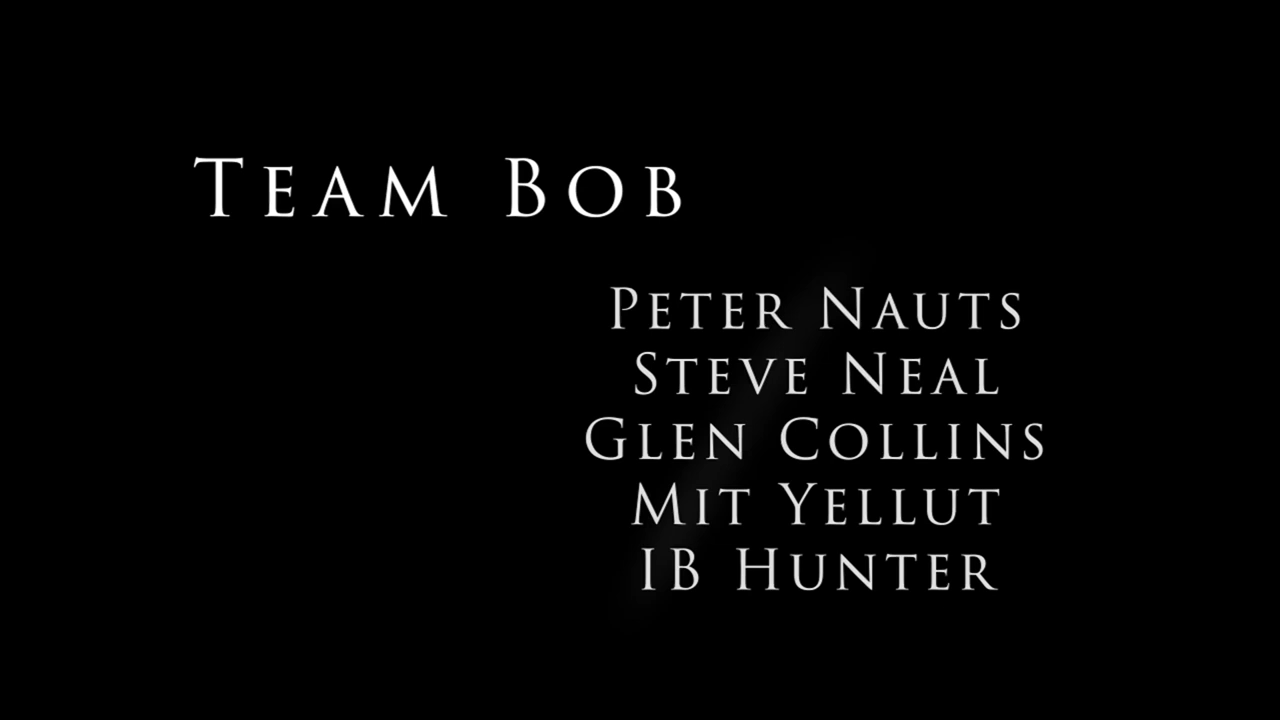 Team Bob
Peter Nauts
Steve Neal
Glen Collins
Mit Yellut
IB Hunter